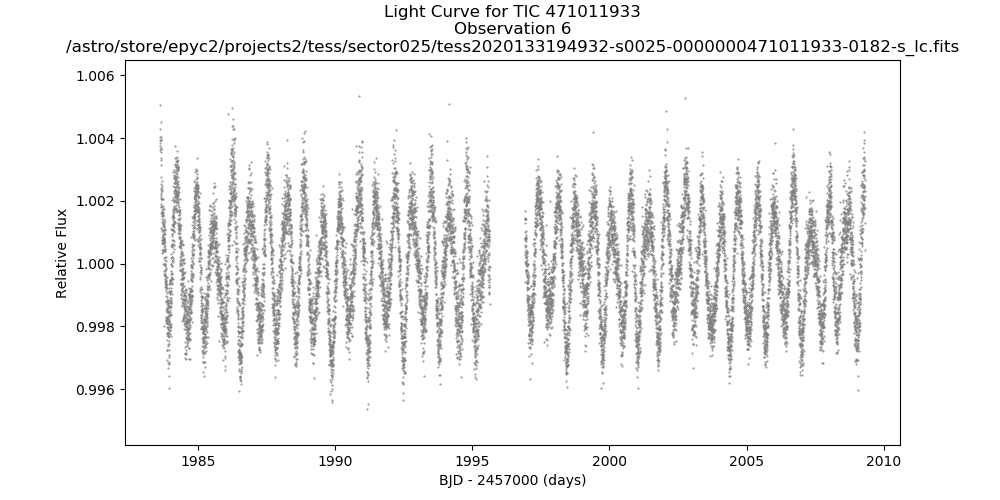 Light Curve for TIC 471011933
Observation 6
/astro/store/epyc2/projects2/tess/sector025/tess2020133194932-s0025-0000000471011933-0182-s_lc.fits
1.006
1.004
1.002
1.000
0.998
0.996
Relative Flux
1985
1990
1995
2000
2005
2010
BJD - 2457000 (days)